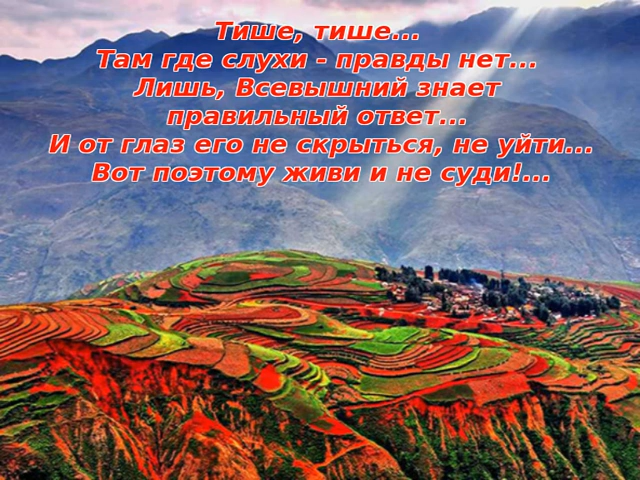 Тише, тише...
Там где слухи - правды нет...
Лишь, Всевышний знает
правильный ответ...
И от глаз его не скрыться, не уйти...
Вот поэтому живи и не суди!...